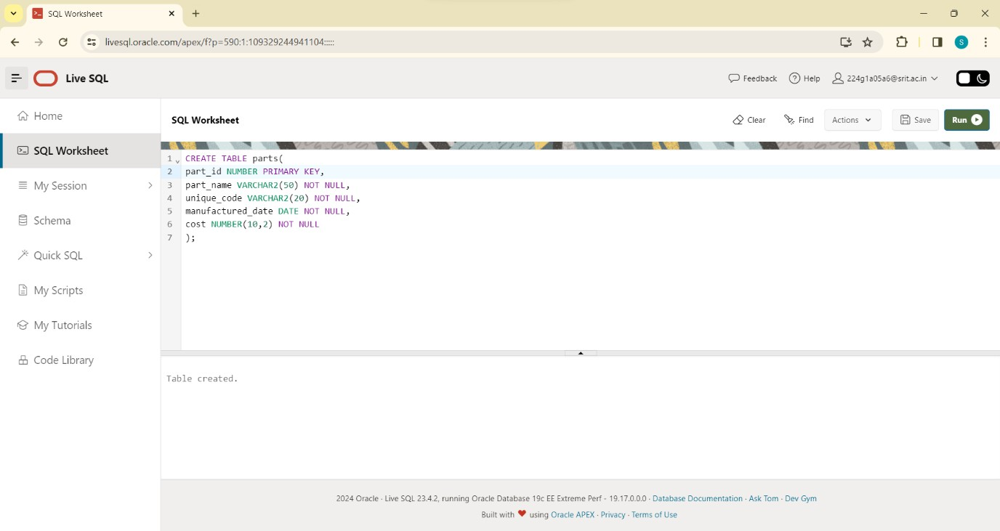 SQL Worksheet
livesql.oracle.com/apex/f?p=590:1:109329244941104:::::
S
Live SQL
Feedback
Help
224g1a05a6@srit.ac.in
Home
SQL Worksheet
My Session
Schema
Quick SQL
My Scripts
My Tutorials
Code Library
SQL Worksheet
Clear
Find
Actions
Save
Run
1 CREATE TABLE parts(
2 part_id NUMBER PRIMARY KEY,
3 part_name VARCHAR2(50) NOT NULL,
4 unique_code VARCHAR2(20) NOT NULL,
5 manufactured_date DATE NOT NULL,
6 cost NUMBER(10,2) NOT NULL
7 );
Table created.
2024 Oracle · Live SQL 23.4.2, running Oracle Database 19c EE Extreme Perf - 19.17.0.0.0 · Database Documentation · Ask Tom · Dev Gym
Built with ❤ using Oracle APEX · Privacy · Terms of Use